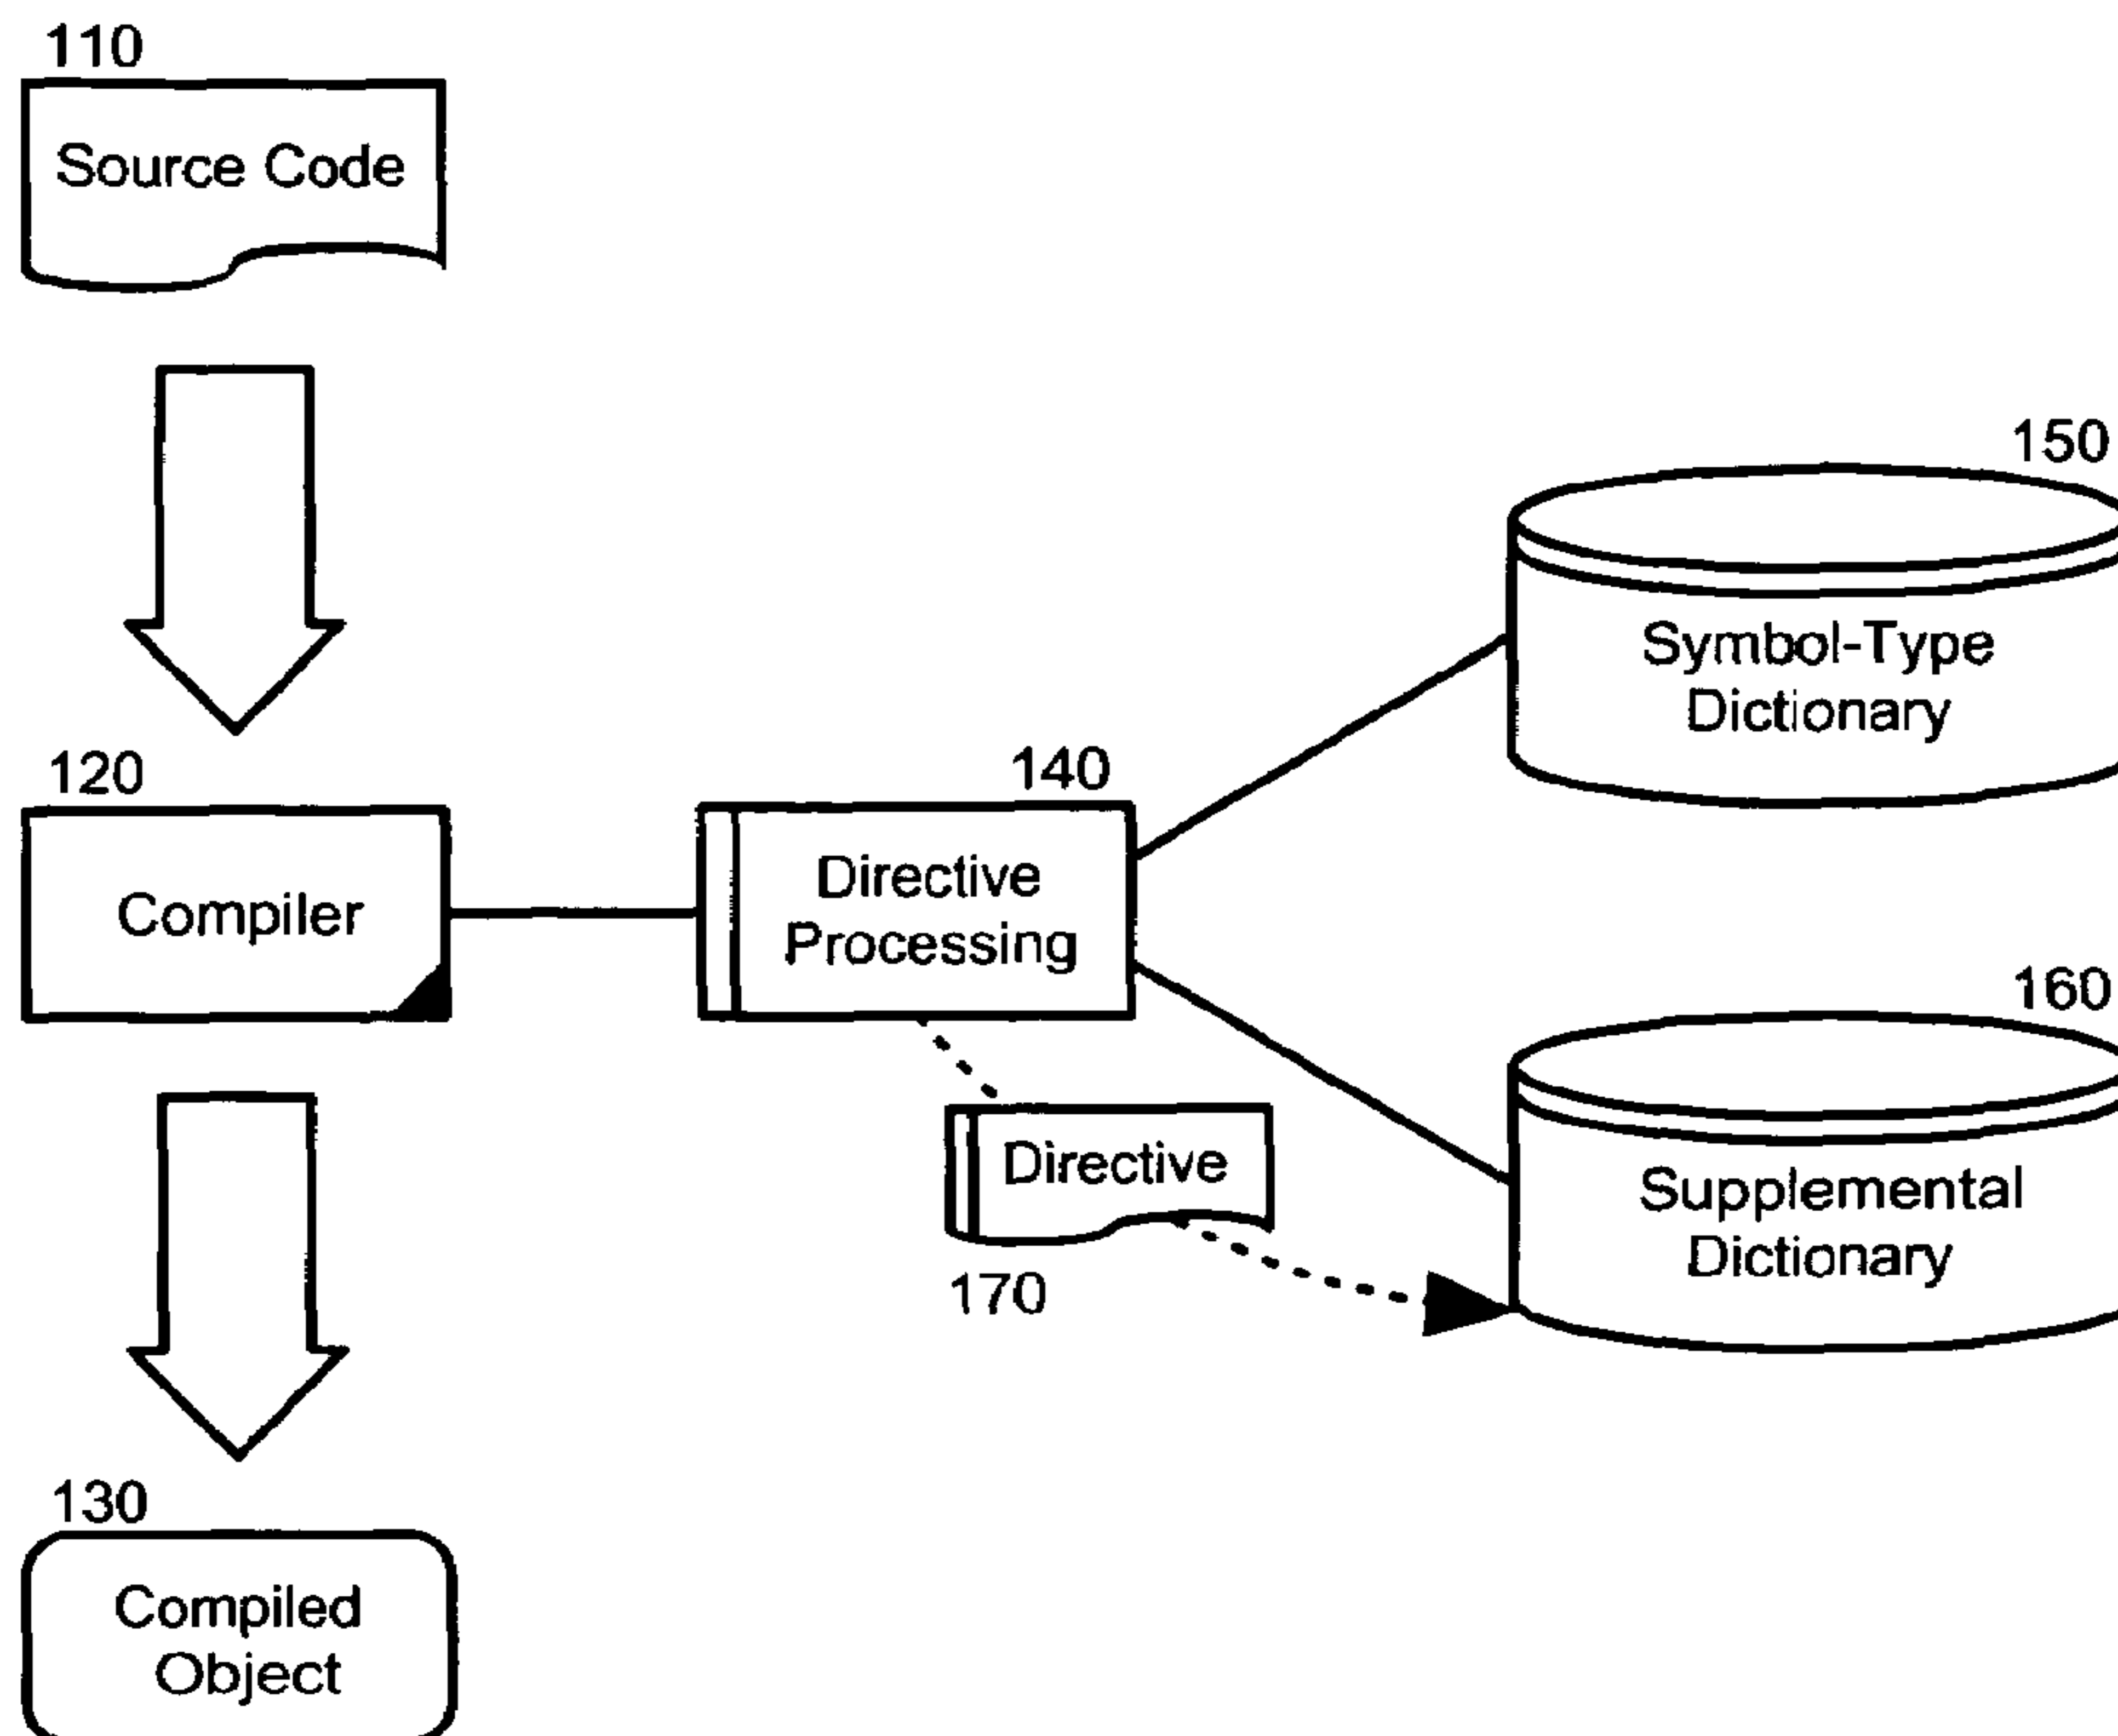 110
Source Code
150
Symbol-Type
Dictionary
120
Compiler
140
Directive
Processing
160
Supplemental
Dictionary
Directive
170
130
Compiled
Object